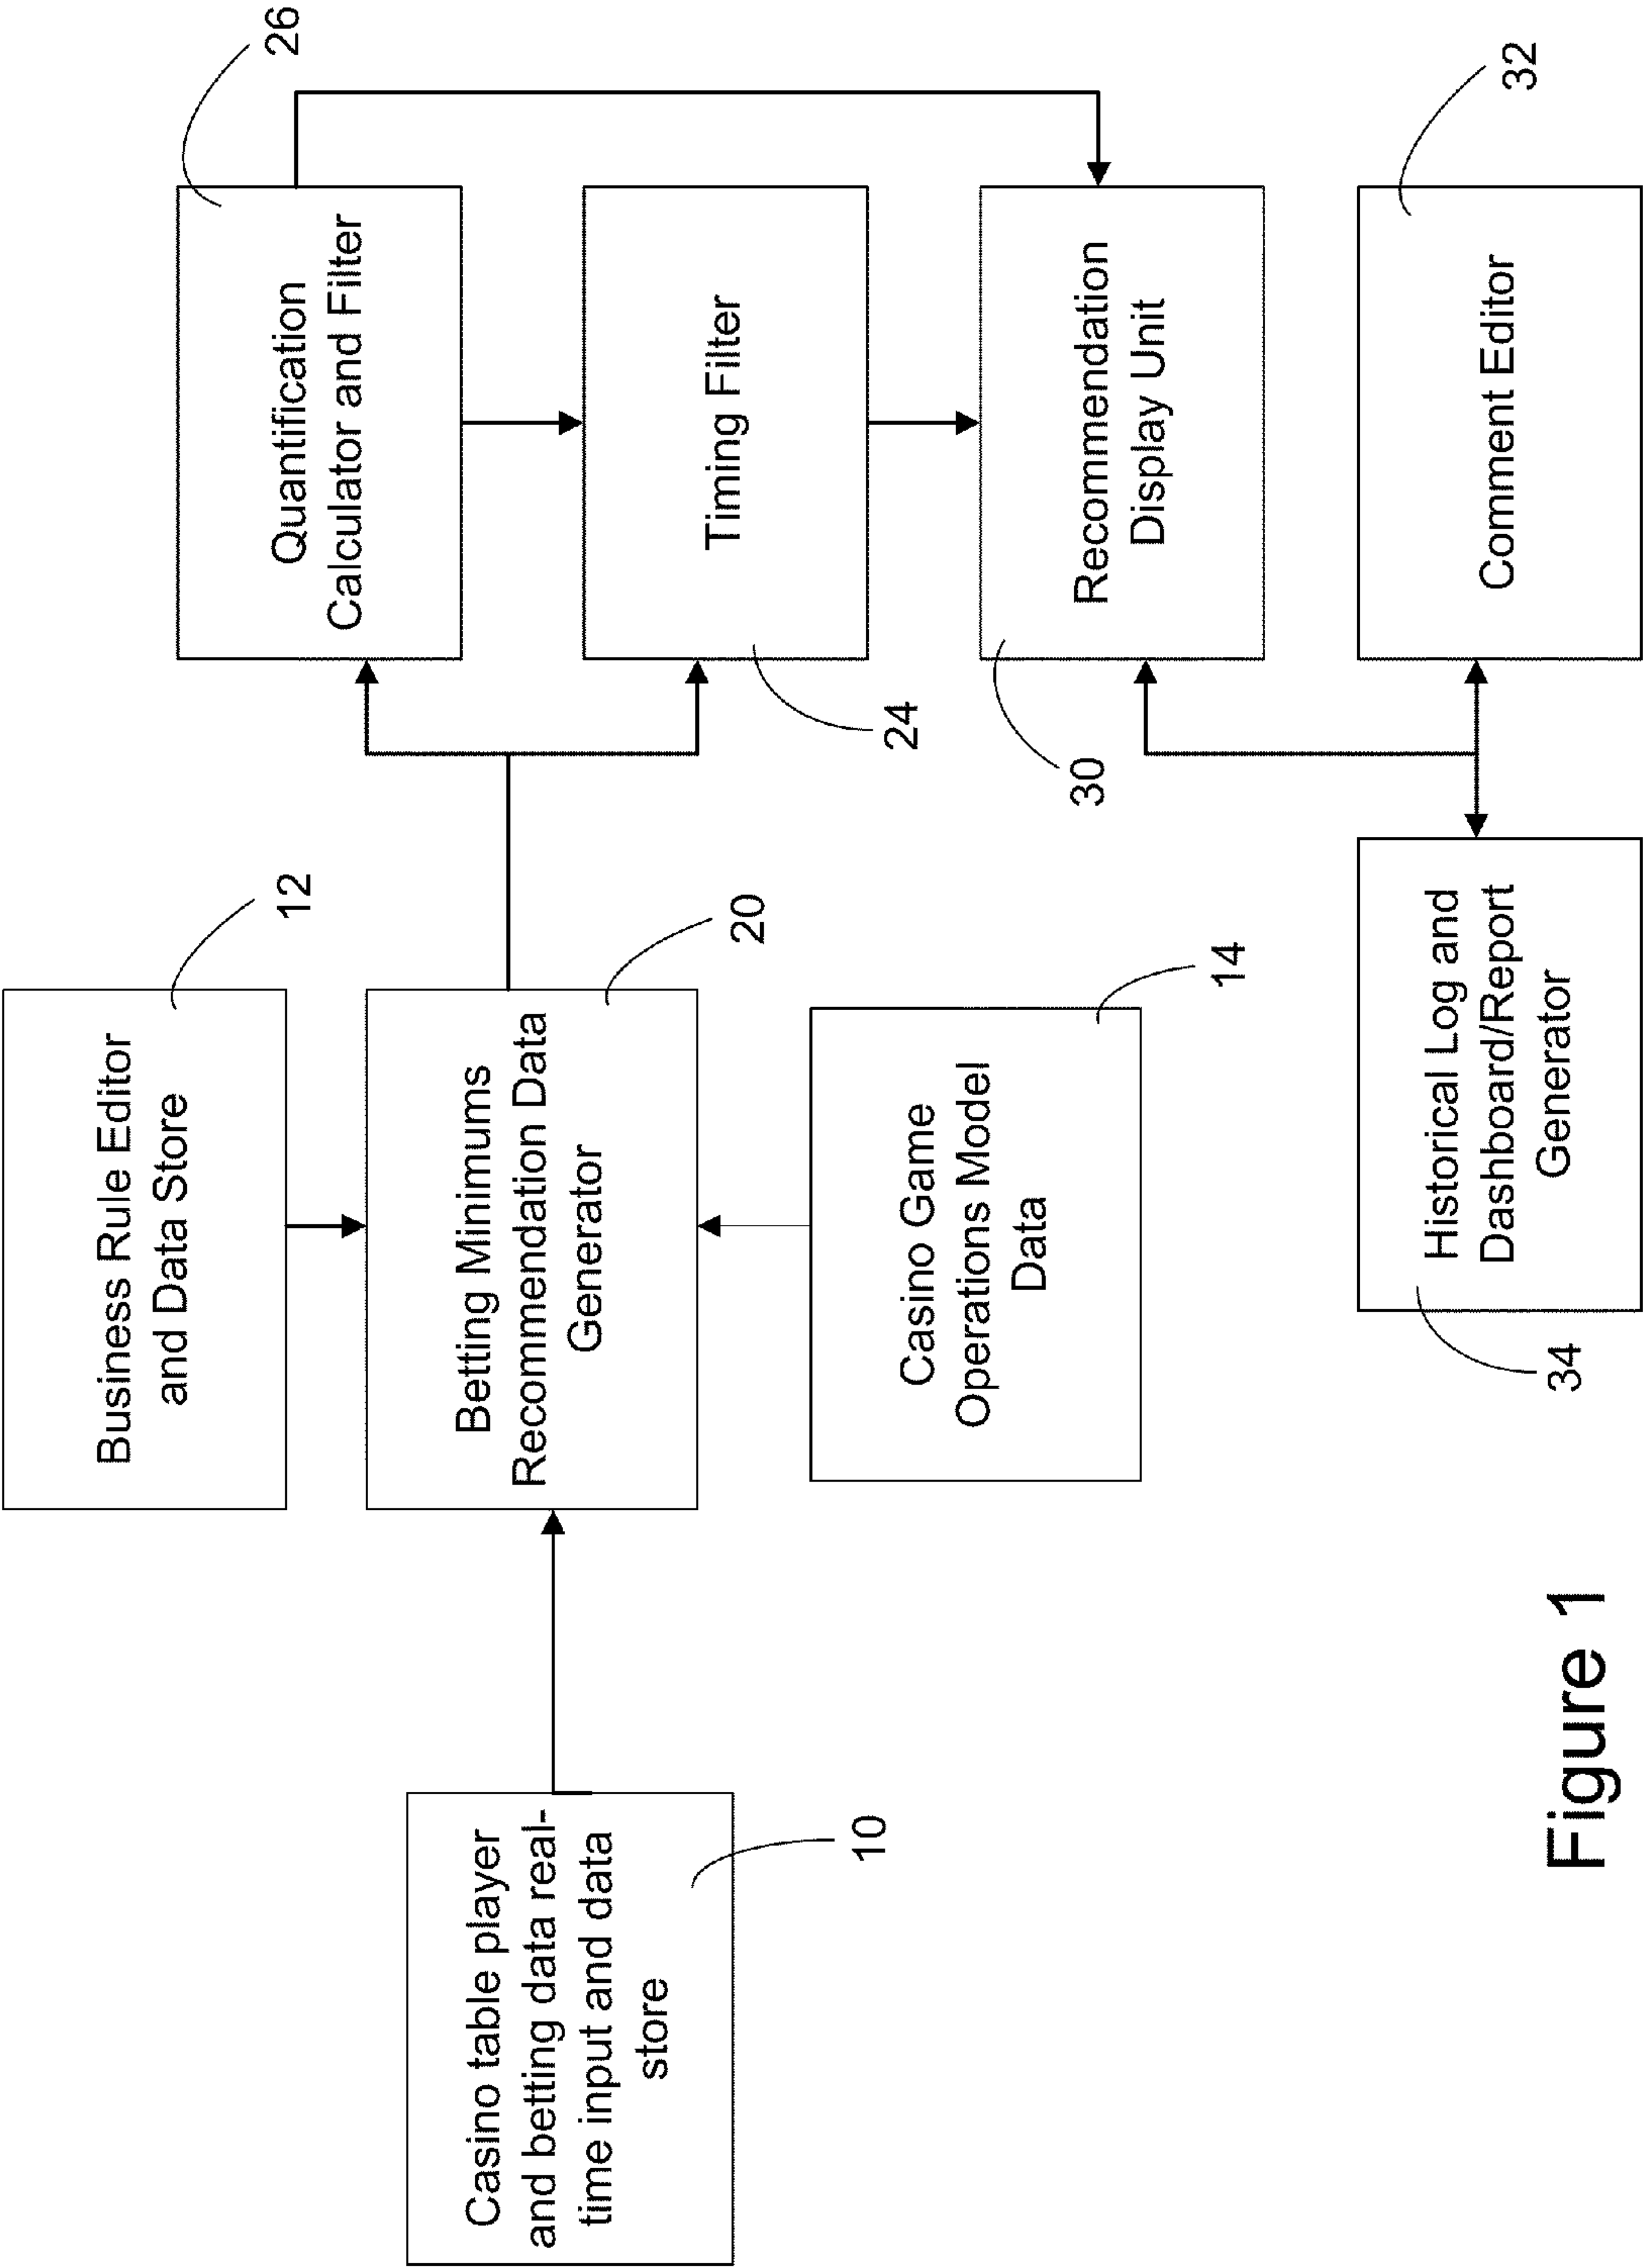 Business Rule Editor
and Data Store
12
Quantification
Calculator and Filter
26
Casino table player
and betting data real-
time input and data
store
10
Betting Minimums
Recommendation Data
Generator
20
Timing Filter
24
Casino Game
Operations Model
Data
14
Recommendation
Display Unit
30
Historical Log and
Dashboard/Report
Generator
34
Comment Editor
32
Figure 1